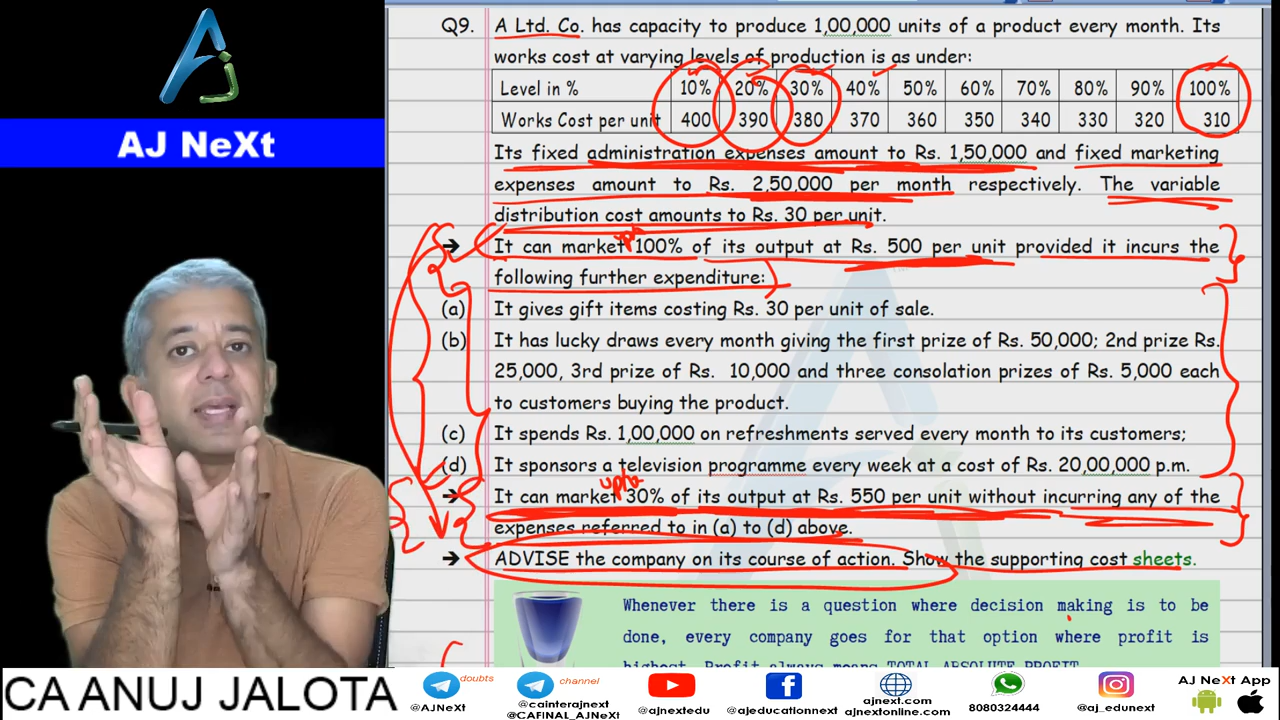 Aj
AJ NeXt
Q9. A Ltd. Co. has capacity to produce 1,00,000 units of a product every month. Its
works cost at varying levels of production is as under:
Level in % 10% 20% 30% 40% 50% 60% 70% 80% 90% 100%
Works Cost per unit 400 390 380 370 360 350 340 330 320 310
Its fixed administration expenses amount to Rs. 1,50,000 and fixed marketing
expenses amount to Rs. 2,50,000 per month respectively. The variable
distribution cost amounts to Rs. 30 per unit.
upto
➔ It can market 100% of its output at Rs. 500 per unit provided it incurs the
following further expenditure:
(a) It gives gift items costing Rs. 30 per unit of sale.
(b) It has lucky draws every month giving the first prize of Rs. 50,000; 2nd prize Rs.
25,000, 3rd prize of Rs. 10,000 and three consolation prizes of Rs. 5,000 each
to customers buying the product.
(c) It spends Rs. 1,00,000 on refreshments served every month to its customers;
(d) It sponsors a television programme every week at a cost of Rs. 20,00,000 p.m.
upto
➔ It can market 30% of its output at Rs. 550 per unit without incurring any of the
expenses referred to in (a) to (d) above.
➔ ADVISE the company on its course of action. Show the supporting cost sheets.
Whenever there is a question where decision making is to be
done, every company goes for that option where profit is
highest. Profit always means TOTAL ABSOLUTE PROFIT
CA ANUJ JALOTA
doubts
@AJNeXt
channel
@cainterajnext
@CAFINAL_AJNeXt
@ajnextedu
@ajeducationnext
ajnext.com
ajnextonline.com
8080324444
@aj_edunext
AJ NeXt App